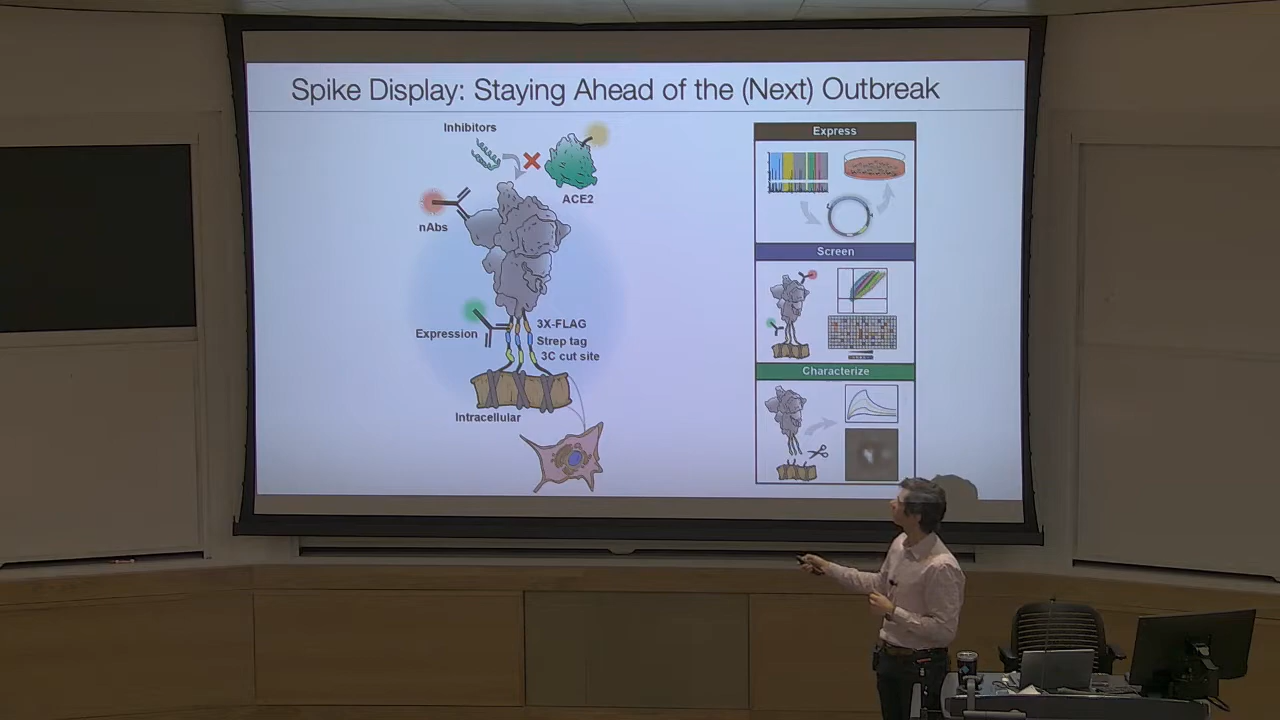 Spike Display: Staying Ahead of the (Next) Outbreak
Inhibitors
ACE2
nAbs
Expression
3X-FLAG
Strep tag
3C cut site
Intracellular
Express
Screen
Characterize